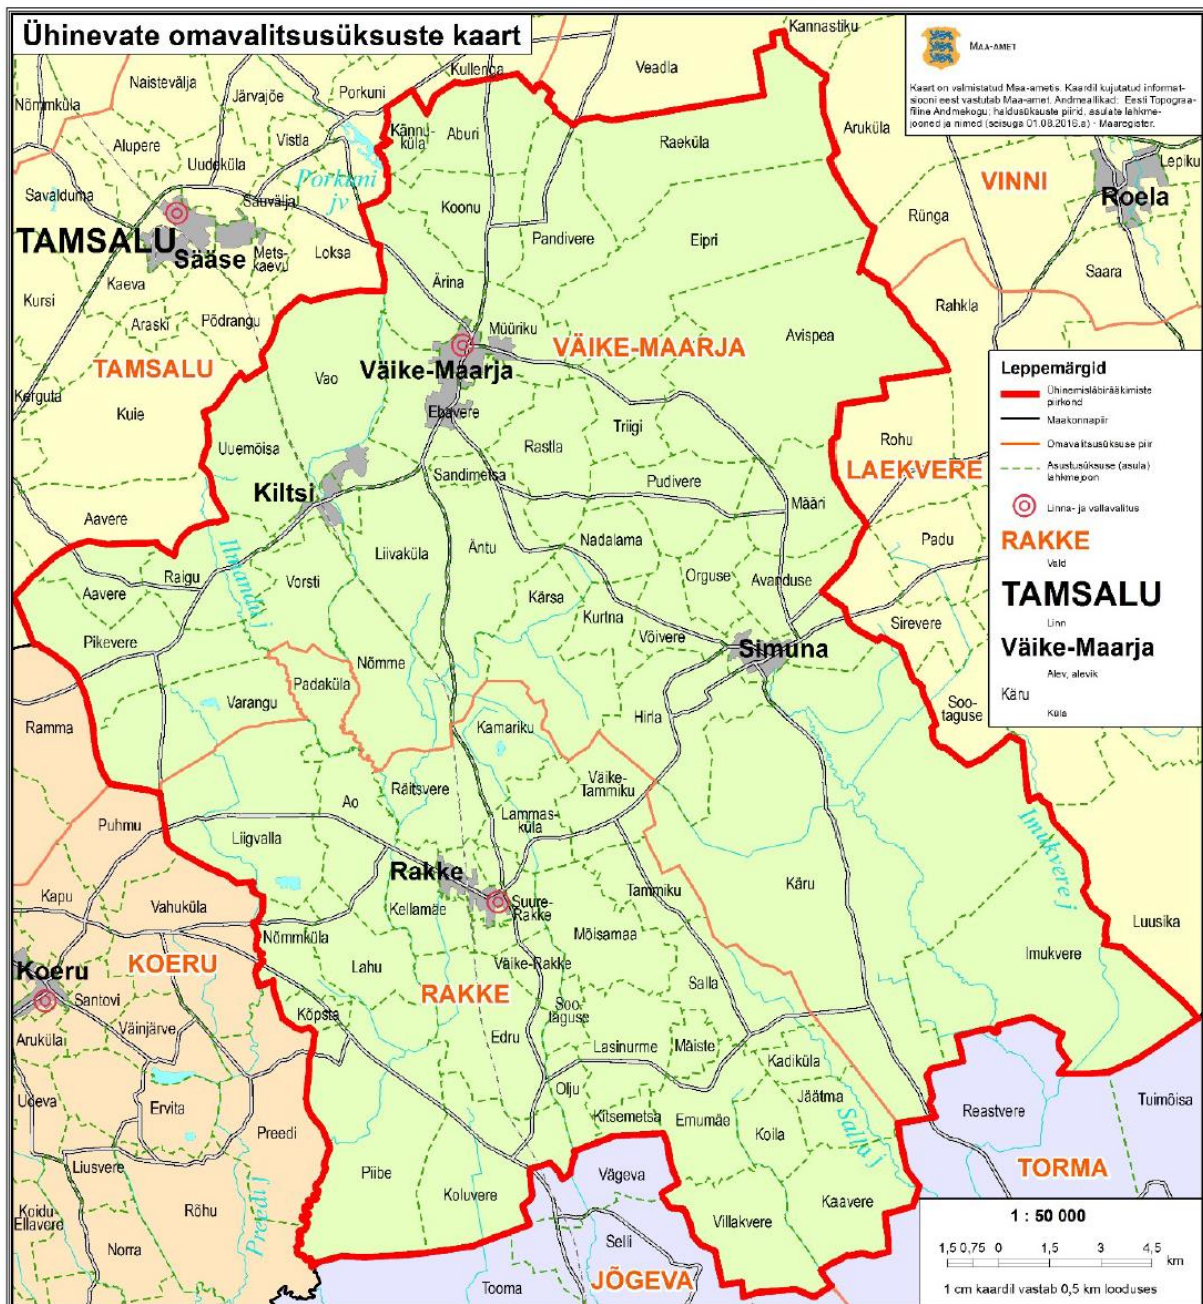 Ühinevate omavalitsusüksuste kaart
MAA-AMET
Kaart on valmistatud Maa-ametis. Kaardil kujutatud informat-
siooni eest vastutab Maa-amet. Andmeallikad: Eesti Topograa-
filine Andmekogu; haldusüksuste piirid, asulate lahkme-
jooned ja nimed (seisuga 01.08.2016.a) - Maaregister.
Kannastiku
Kullenga
Veadla
Naistevälja
Nõmmküla
Järvajõe
Porkuni
Aruküla
Kännu-
küla
Aburi
Raeküla
Vistla
Alupere
Uudeküla
Lepiku
VINNI
Roela
Porkuni
jv
Savalduma
Sauvälja
Koonu
Rünga
TAMSALU
Sääse
Mets-
kaevu
Loksa
Pandivere
Eipri
Saara
Kursi
Kaeva
Ärina
Rahkla
Araski
Põdrangu
Müüriku
Avispea
VÄIKE-MAARJA
TAMSALU
Väike-Maarja
Vao
Kerguta
Kuie
Ebavere
Triigi
Rastla
Rohu
Uuemõisa
LAEKVERE
Sandimetsa
Pudivere
Kiltsi
Määri
Aavere
Nadalama
Padu
Äntu
Liivaküla
Ilmandu j
Raigu
Vorsti
Orguse
Avanduse
Aavere
Kärsa
Kurtna
Sirevere
Pikevere
Võivere
Simuna
Nõmme
Padaküla
Varangu
Soo-
taguse
Hirla
Ramma
Kamariku
Väike-
Tammiku
Räitsvere
Ao
Lammas-
küla
Puhmu
Liigvalla
Imukvere j
Rakke
Kapu
Kellamäe
Suure-
Rakke
Tammiku
Käru
Vahuküla
Luusika
Nõmmküla
Mõisamaa
Imukvere
Koeru
KOERU
Lahu
Väike-Rakke
Salla
Santovi
RAKKE
Kõpsta
Soo-
taguse
Väinjärve
Aruküla
Edru
Lasinurme
Mäiste
Kadiküla
Udeva
Olju
Jäätma
Ervita
Kitsemetsa
Emumäe
Reastvere
Tuimõisa
Preedi
Koila
Sallu j
Liusvere
Piibe
Vägeva
TORMA
Koluvere
Kaavere
Koidu-
Ellavere
Rõhu
Preedi j
Villakvere
Norra
Selli
JÕGEVA
Tooma
Leppemärgid
Ühinemisläbirääkimiste
piirkond
Maakonnapiir
Omavalitsusüksuse piir
Asustusüksuse (asula)
lahkmejoon
Linna- ja vallavalitus
RAKKE
Vald
TAMSALU
Linn
Väike-Maarja
Alev, alevik
Käru
Küla
1 : 50 000
1,5 0,75 0 1,5 3 4,5
km
1 cm kaardil vastab 0,5 km looduses